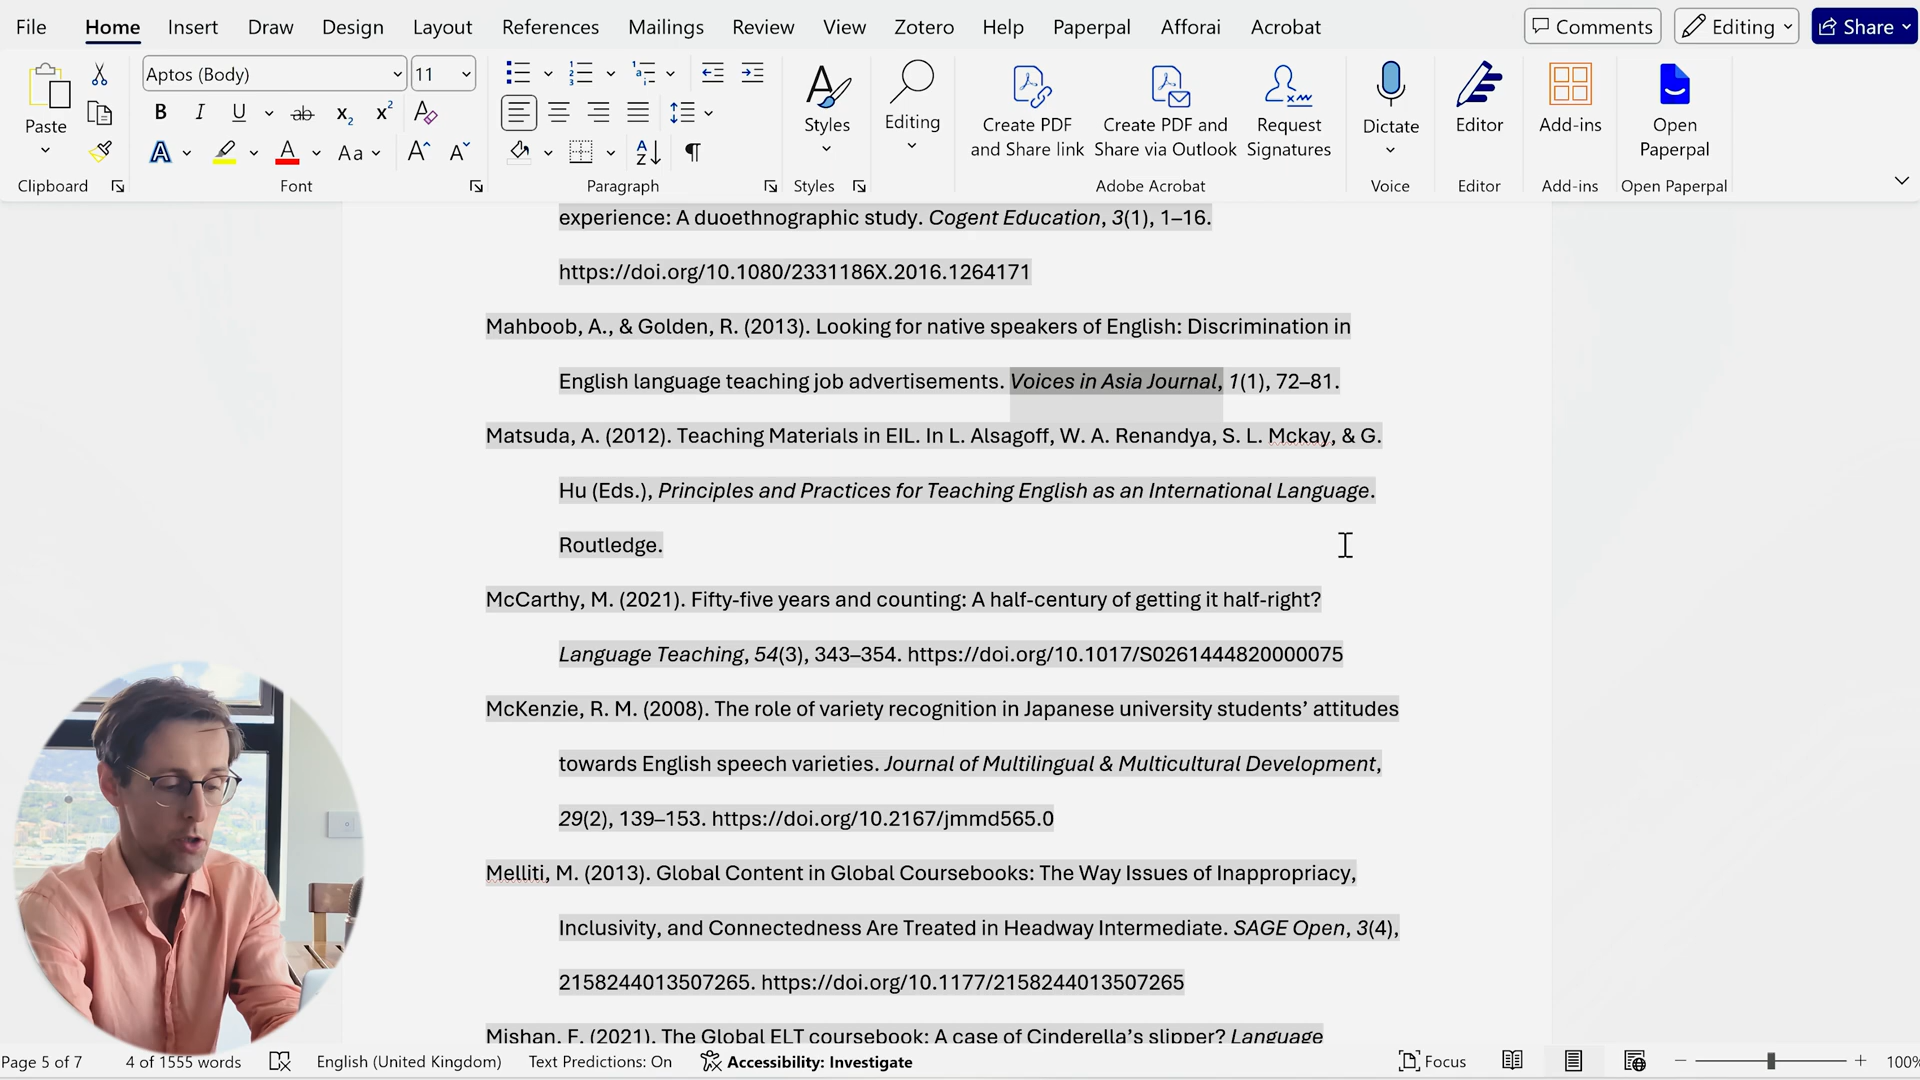 File Home Insert Draw Design Layout References Mailings Review View Zotero Help Paperpal Afforai Acrobat Comments Editing Share
Aptos (Body) 11
Paste
B I U ab x₂ x² A
A A Aa A A
Styles
Editing
Create PDF and Share link
Create PDF and Share via Outlook
Request Signatures
Dictate
Editor
Add-ins
Open Paperpal
Clipboard Font Paragraph Styles Adobe Acrobat Voice Editor Add-ins Open Paperpal
experience: A duoethnographic study. Cogent Education, 3(1), 1–16.
https://doi.org/10.1080/2331186X.2016.1264171
Mahboob, A., & Golden, R. (2013). Looking for native speakers of English: Discrimination in
English language teaching job advertisements. Voices in Asia Journal, 1(1), 72–81.
Matsuda, A. (2012). Teaching Materials in EIL. In L. Alsagoff, W. A. Renandya, S. L. Mckay, & G.
Hu (Eds.), Principles and Practices for Teaching English as an International Language.
Routledge.
McCarthy, M. (2021). Fifty-five years and counting: A half-century of getting it half-right?
Language Teaching, 54(3), 343–354. https://doi.org/10.1017/S0261444820000075
McKenzie, R. M. (2008). The role of variety recognition in Japanese university students’ attitudes
towards English speech varieties. Journal of Multilingual & Multicultural Development,
29(2), 139–153. https://doi.org/10.2167/jmmd565.0
Melliti, M. (2013). Global Content in Global Coursebooks: The Way Issues of Inappropriacy,
Inclusivity, and Connectedness Are Treated in Headway Intermediate. SAGE Open, 3(4),
2158244013507265. https://doi.org/10.1177/2158244013507265
Mishan, F. (2021). The Global ELT coursebook: A case of Cinderella’s slipper? Language
Page 5 of 7 4 of 1555 words English (United Kingdom) Text Predictions: On Accessibility: Investigate Focus 100%